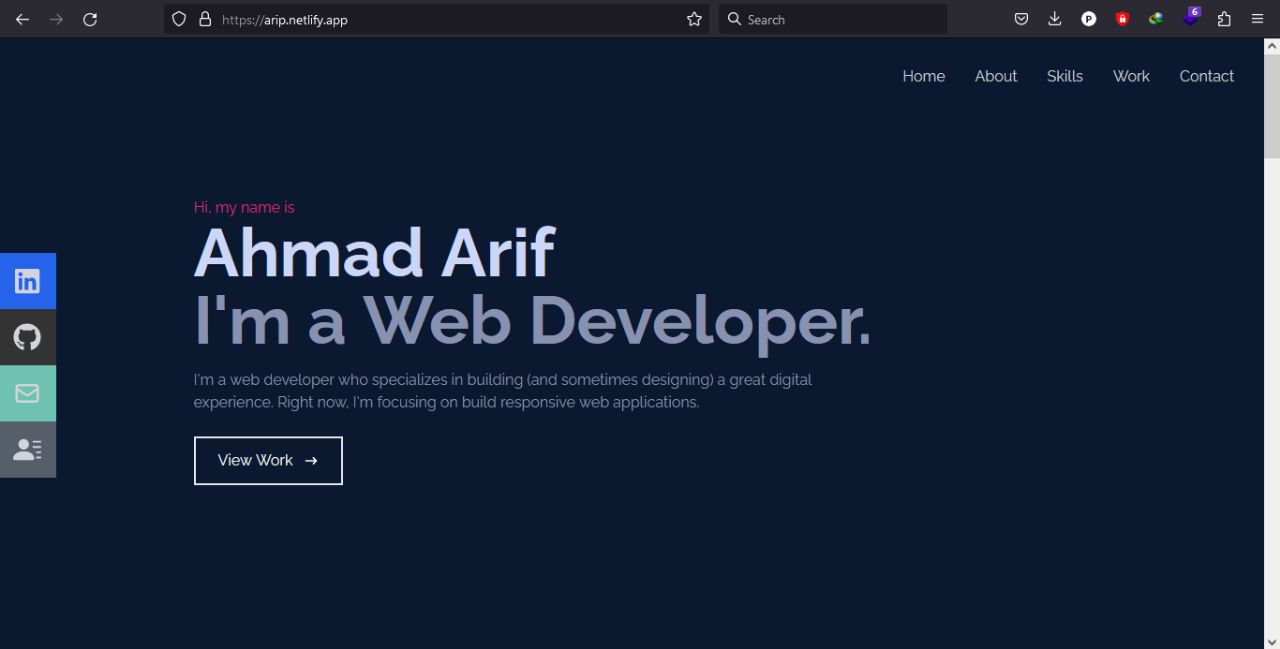 https://arip.netlify.app
Search
P
6
Home About Skills Work Contact
Hi, my name is
Ahmad Arif
I'm a Web Developer.
I'm a web developer who specializes in building (and sometimes designing) a great digital
experience. Right now, I'm focusing on build responsive web applications.
in
View Work →